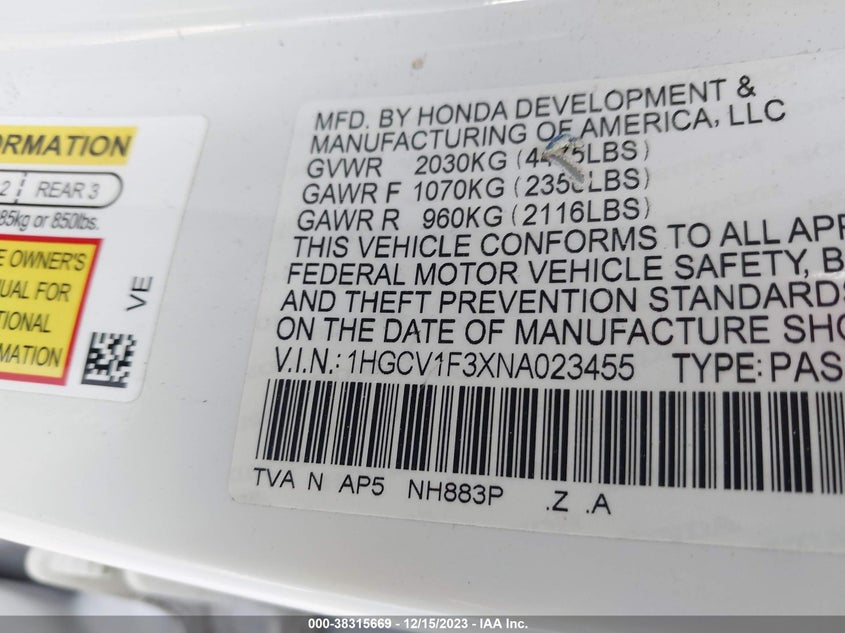 ORMATION
2 REAR 3
85kg or 850lbs.
E OWNER'S
UAL FOR
TIONAL
RMATION
VE
MFD. BY HONDA DEVELOPMENT &
MANUFACTURING OF AMERICA, LLC
GVWR 2030KG (4475LBS)
GAWR F 1070KG (2358LBS)
GAWR R 960KG (2116LBS)
THIS VEHICLE CONFORMS TO ALL APP
FEDERAL MOTOR VEHICLE SAFETY, B
AND THEFT PREVENTION STANDARDS
ON THE DATE OF MANUFACTURE SHO
V.I.N.: 1HGCV1F3XNA023455 TYPE: PAS
TVA N AP5 NH883P .Z .A
000-38315669 - 12/15/2023 - IAA Inc.